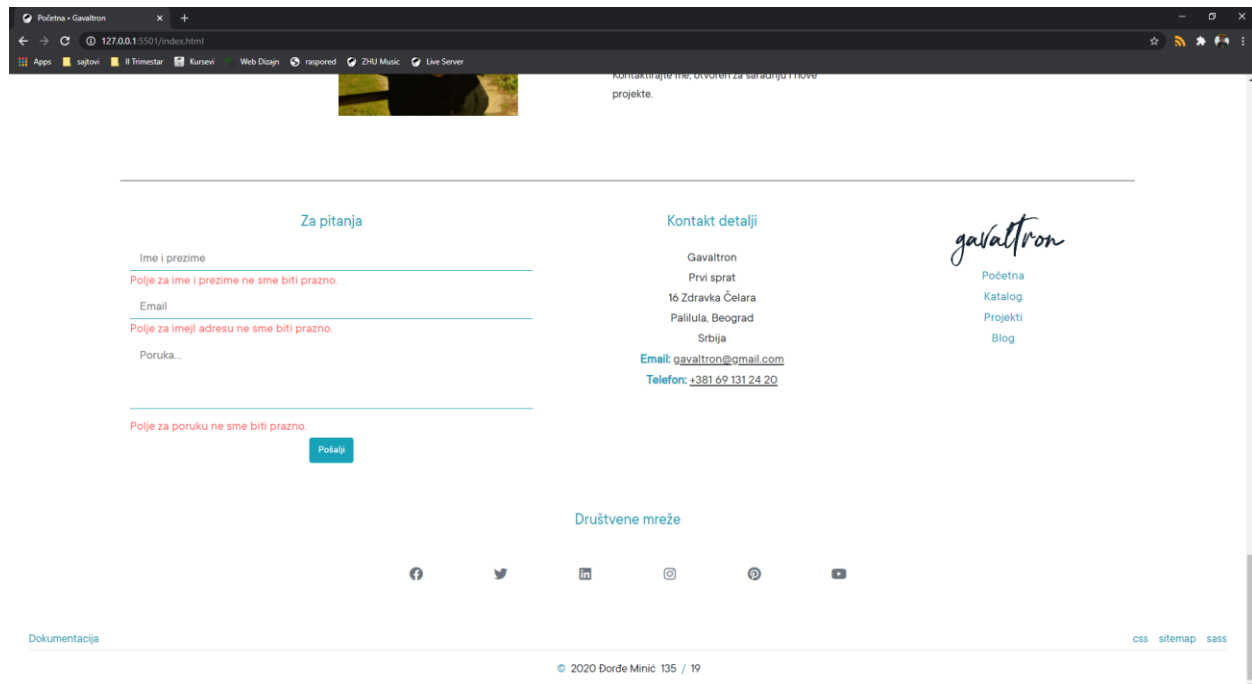 Početna • Gavaltron
127.0.0.1:5501/index.html
Apps sajtovi II Trimestar Kursevi Web Dizajn raspored ZHU Music Live Server
Kontaktirajte me, otvoren za saradnju i nove
projekte.
Za pitanja
Ime i prezime
Polje za ime i prezime ne sme biti prazno.
Email
Polje za imejl adresu ne sme biti prazno.
Poruka...
Polje za poruku ne sme biti prazno.
Pošalji
Kontakt detalji
Gavaltron
Prvi sprat
16 Zdravka Čelara
Palilula, Beograd
Srbija
Email: gavaltron@gmail.com
Telefon: +381 69 131 24 20
gavaltron
Početna
Katalog
Projekti
Blog
Društvene mreže
Dokumentacija
css sitemap sass
© 2020 Đorđe Minić 135 / 19